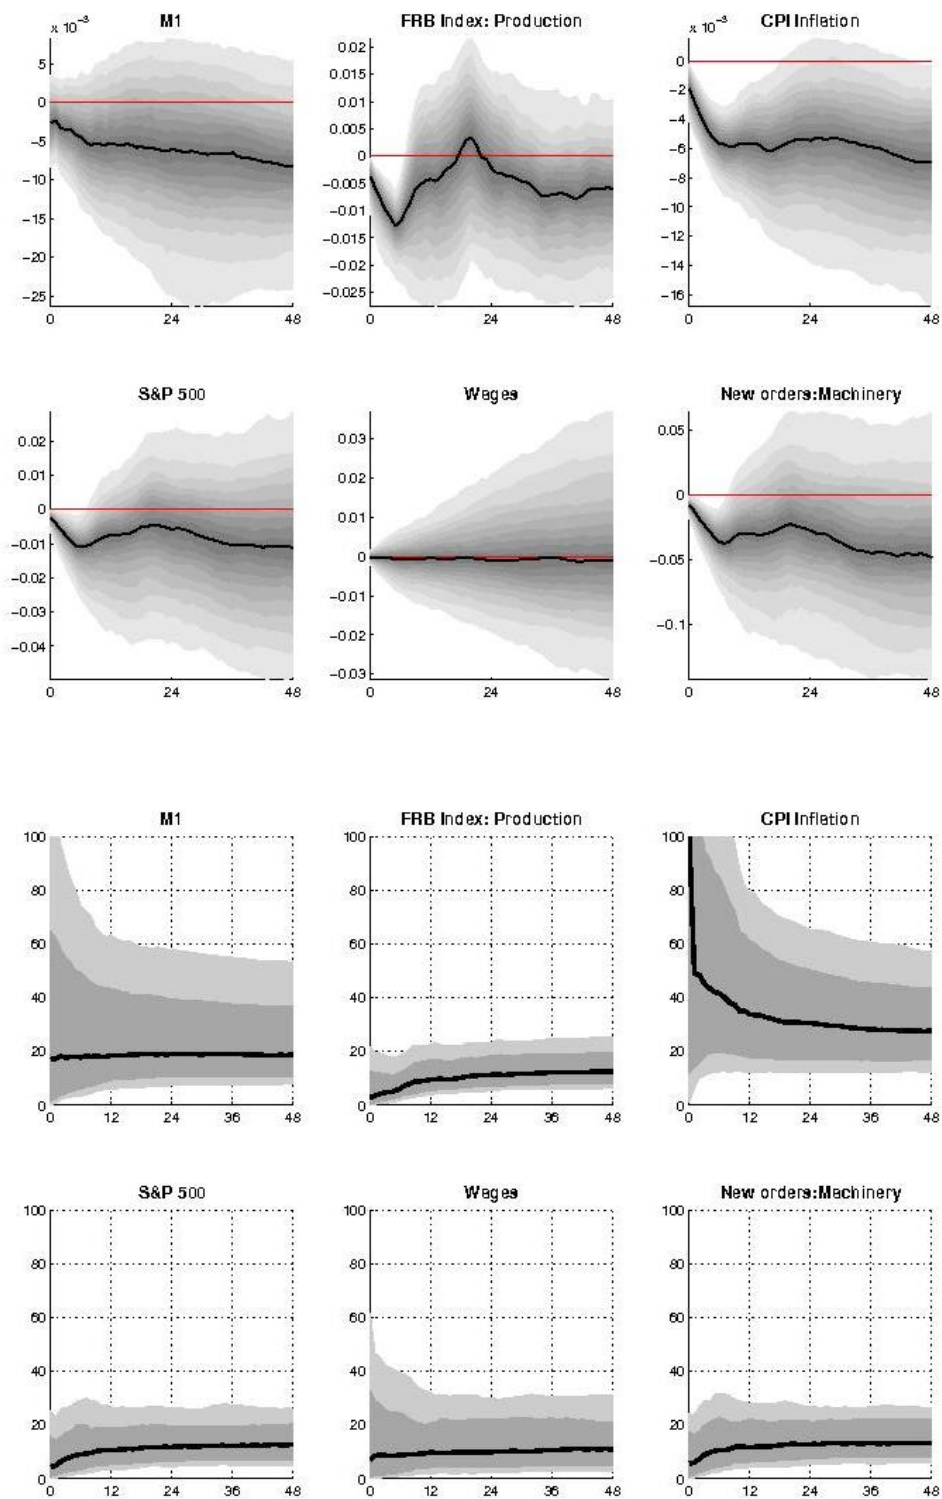 x 10⁻³ M1 FRB Index: Production x 10⁻³ CPI Inflation
5 0 −5 −10 −15 −20 −25
0 24 48
0.02 0.015 0.01 0.005 0 −0.005 −0.01 −0.015 −0.02 −0.025
0 24 48
0 −2 −4 −6 −8 −10 −12 −14 −16
0 24 48
S&P 500 Wages New orders:Machinery
0.02 0.01 0 −0.01 −0.02 −0.03 −0.04
0 24 48
0.03 0.02 0.01 0 −0.01 −0.02 −0.03
0 24 48
0.05 0 −0.05 −0.1
0 24 48
M1 FRB Index: Production CPI Inflation
100 80 60 40 20 0
0 12 24 36 48
100 80 60 40 20 0
0 12 24 36 48
100 80 60 40 20 0
0 12 24 36 48
S&P 500 Wages New orders:Machinery
100 80 60 40 20 0
0 12 24 36 48
100 80 60 40 20 0
0 12 24 36 48
100 80 60 40 20 0
0 12 24 36 48